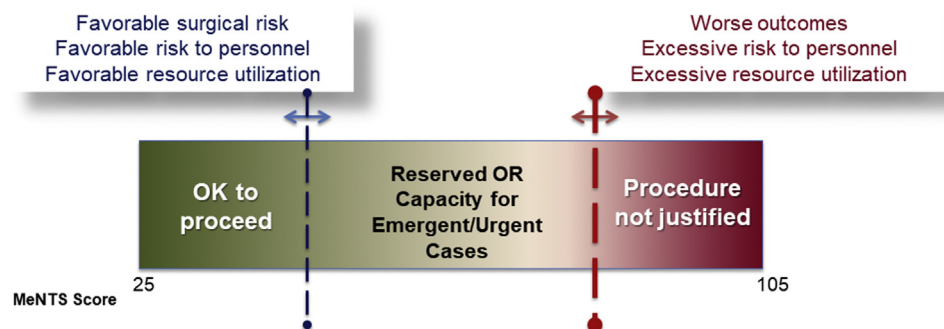 Favorable surgical risk
Favorable risk to personnel
Favorable resource utilization
Worse outcomes
Excessive risk to personnel
Excessive resource utilization
OK to
proceed
Reserved OR
Capacity for
Emergent/Urgent
Cases
Procedure
not justified
25
105
MeNTS Score